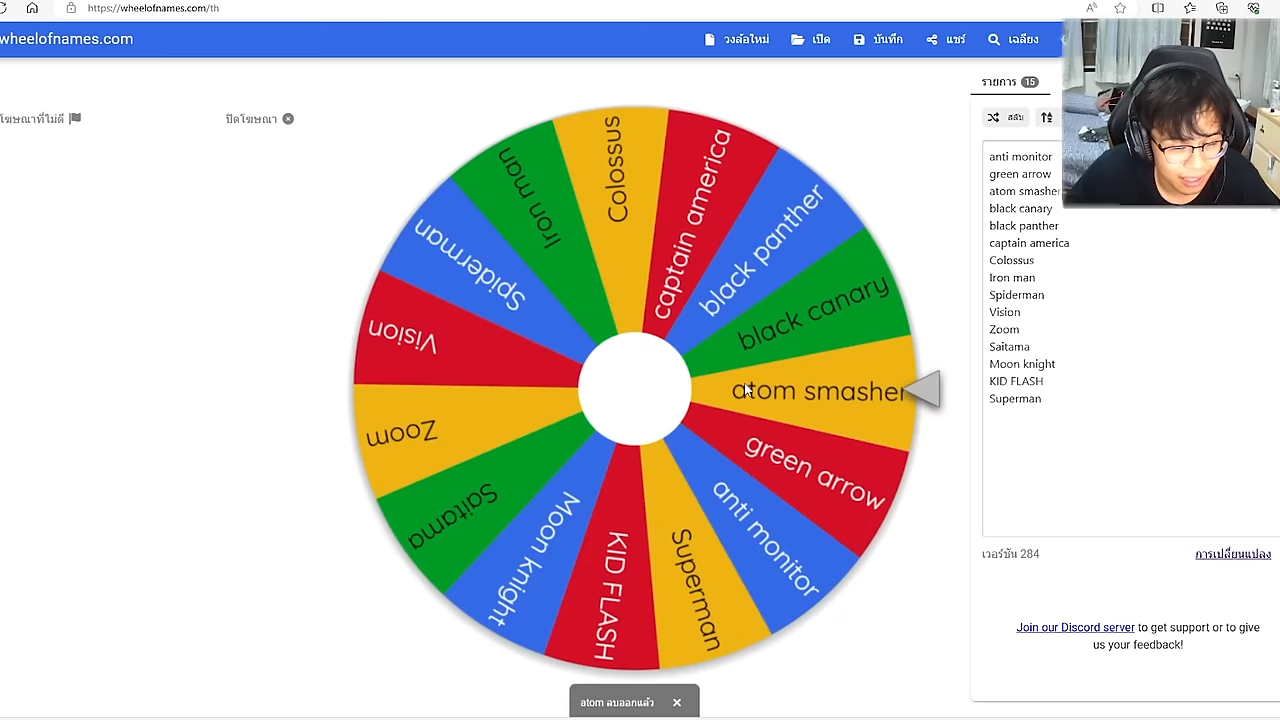 https://wheelofnames.com/th
wheelofnames.com
วงล้อใหม่
เปิด
บันทึก
แชร์
เฉลียง
รายการ 15
โฆษณาที่ไม่ดี
ปิดโฆษณา
สลับ
anti monitor
green arrow
atom smasher
black canary
black panther
captain america
Colossus
Iron man
Spiderman
Vision
Zoom
Saitama
Moon knight
KID FLASH
Superman
Colossus
captain america
black panther
black canary
atom smasher
green arrow
anti monitor
Superman
KID FLASH
Moon knight
Saitama
Zoom
Vision
Spiderman
Iron man
เวอร์ชัน 284
การเปลี่ยนแปลง
Join our Discord server to get support or to give
us your feedback!
atom ลบออกแล้ว